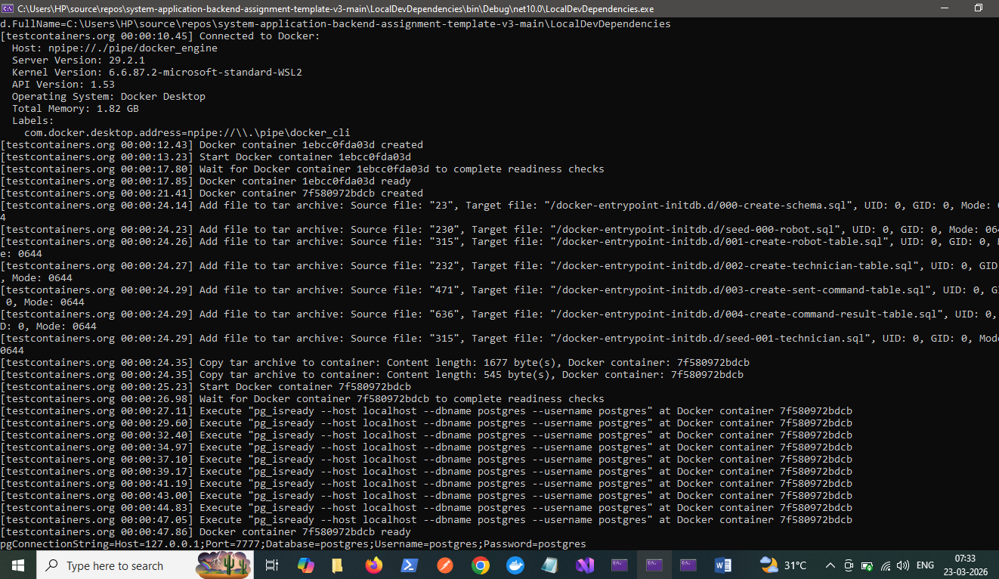 C:\Users\HP\source\repos\system-application-backend-assignment-template-v3-main\LocalDevDependencies\bin\Debug\net10.0\LocalDevDependencies.exe
d.FullName=C:\Users\HP\source\repos\system-application-backend-assignment-template-v3-main\LocalDevDependencies
[testcontainers.org 00:00:10.45] Connected to Docker:
  Host: npipe://./pipe/docker_engine
  Server Version: 29.2.1
  Kernel Version: 6.6.87.2-microsoft-standard-WSL2
  API Version: 1.53
  Operating System: Docker Desktop
  Total Memory: 1.82 GB
  Labels:
    com.docker.desktop.address=npipe://\\.\pipe\docker_cli
[testcontainers.org 00:00:12.43] Docker container 1ebcc0fda03d created
[testcontainers.org 00:00:13.23] Start Docker container 1ebcc0fda03d
[testcontainers.org 00:00:17.80] Wait for Docker container 1ebcc0fda03d to complete readiness checks
[testcontainers.org 00:00:17.85] Docker container 1ebcc0fda03d ready
[testcontainers.org 00:00:21.41] Docker container 7f580972bdcb created
[testcontainers.org 00:00:24.14] Add file to tar archive: Source file: "23", Target file: "/docker-entrypoint-initdb.d/000-create-schema.sql", UID: 0, GID: 0, Mode:
4
[testcontainers.org 00:00:24.23] Add file to tar archive: Source file: "230", Target file: "/docker-entrypoint-initdb.d/seed-000-robot.sql", UID: 0, GID: 0, Mode: 06
[testcontainers.org 00:00:24.26] Add file to tar archive: Source file: "315", Target file: "/docker-entrypoint-initdb.d/001-create-robot-table.sql", UID: 0, GID: 0,
e: 0644
[testcontainers.org 00:00:24.27] Add file to tar archive: Source file: "232", Target file: "/docker-entrypoint-initdb.d/002-create-technician-table.sql", UID: 0, GID
, Mode: 0644
[testcontainers.org 00:00:24.29] Add file to tar archive: Source file: "471", Target file: "/docker-entrypoint-initdb.d/003-create-sent-command-table.sql", UID: 0, G
 0, Mode: 0644
[testcontainers.org 00:00:24.29] Add file to tar archive: Source file: "636", Target file: "/docker-entrypoint-initdb.d/004-create-command-result-table.sql", UID: 0,
D: 0, Mode: 0644
[testcontainers.org 00:00:24.29] Add file to tar archive: Source file: "315", Target file: "/docker-entrypoint-initdb.d/seed-001-technician.sql", UID: 0, GID: 0, Mod
0644
[testcontainers.org 00:00:24.35] Copy tar archive to container: Content length: 1677 byte(s), Docker container: 7f580972bdcb
[testcontainers.org 00:00:24.35] Copy tar archive to container: Content length: 545 byte(s), Docker container: 7f580972bdcb
[testcontainers.org 00:00:25.23] Start Docker container 7f580972bdcb
[testcontainers.org 00:00:26.98] Wait for Docker container 7f580972bdcb to complete readiness checks
[testcontainers.org 00:00:27.11] Execute "pg_isready --host localhost --dbname postgres --username postgres" at Docker container 7f580972bdcb
[testcontainers.org 00:00:29.60] Execute "pg_isready --host localhost --dbname postgres --username postgres" at Docker container 7f580972bdcb
[testcontainers.org 00:00:32.40] Execute "pg_isready --host localhost --dbname postgres --username postgres" at Docker container 7f580972bdcb
[testcontainers.org 00:00:34.97] Execute "pg_isready --host localhost --dbname postgres --username postgres" at Docker container 7f580972bdcb
[testcontainers.org 00:00:37.10] Execute "pg_isready --host localhost --dbname postgres --username postgres" at Docker container 7f580972bdcb
[testcontainers.org 00:00:39.17] Execute "pg_isready --host localhost --dbname postgres --username postgres" at Docker container 7f580972bdcb
[testcontainers.org 00:00:41.19] Execute "pg_isready --host localhost --dbname postgres --username postgres" at Docker container 7f580972bdcb
[testcontainers.org 00:00:43.00] Execute "pg_isready --host localhost --dbname postgres --username postgres" at Docker container 7f580972bdcb
[testcontainers.org 00:00:44.83] Execute "pg_isready --host localhost --dbname postgres --username postgres" at Docker container 7f580972bdcb
[testcontainers.org 00:00:47.05] Execute "pg_isready --host localhost --dbname postgres --username postgres" at Docker container 7f580972bdcb
[testcontainers.org 00:00:47.86] Docker container 7f580972bdcb ready
pgConnectionString=Host=127.0.0.1;Port=7777;Database=postgres;Username=postgres;Password=postgres
Type here to search
31°C
ENG
07:33
23-03-2026